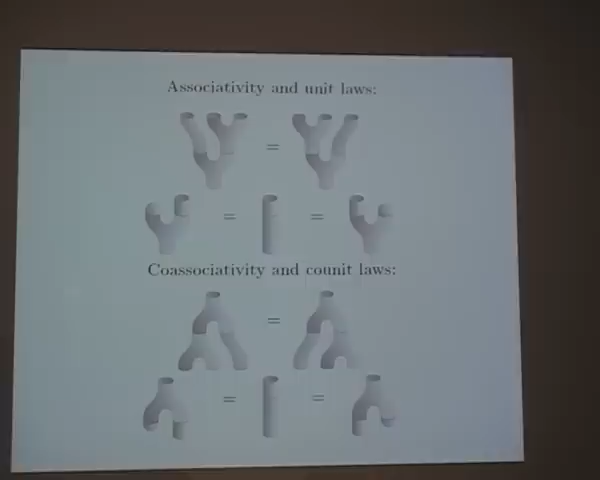 Associativity and unit laws:
=
= =
Coassociativity and counit laws:
=
= =